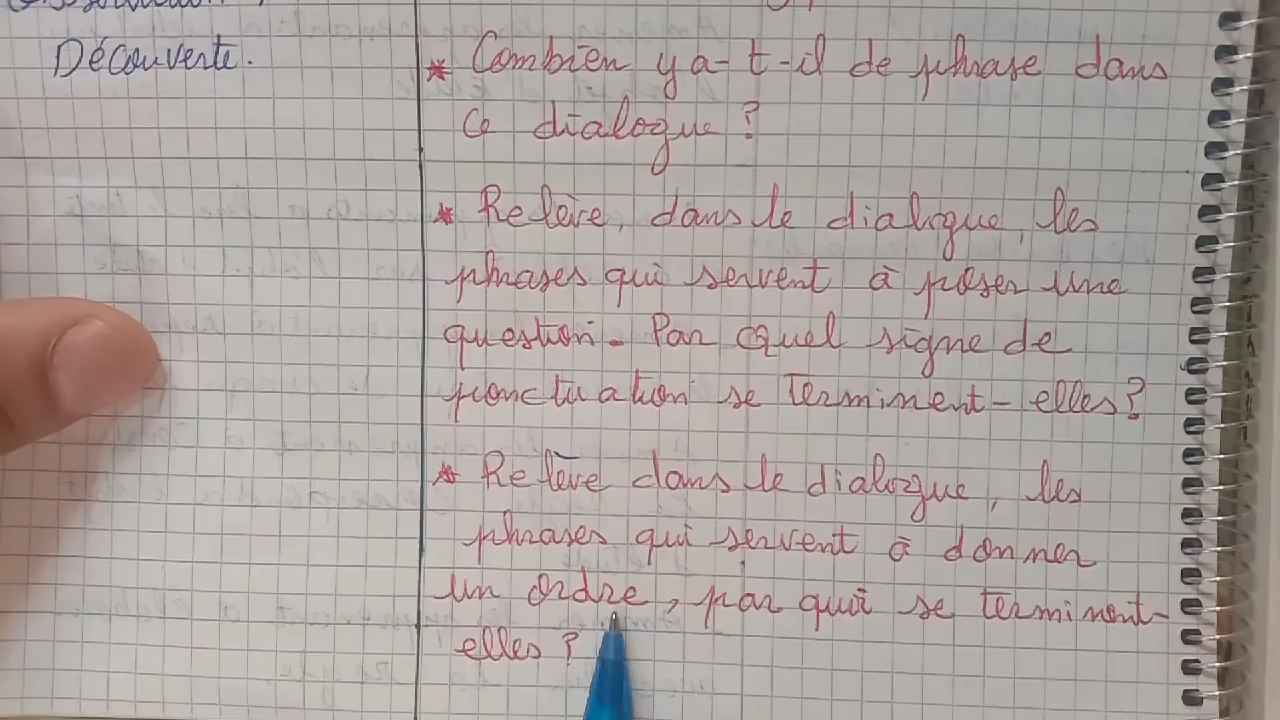 Découverte.
* Combien y a-t-il de phrase dans
ce dialogue ?
* Relève, dans le dialogue, les
phrases qui servent à poser une
question. Par quel signe de
ponctuation se terminent-elles ?
* Relève dans le dialogue, les
phrases qui servent à donner
un ordre, par qui se terminent-
elles ?